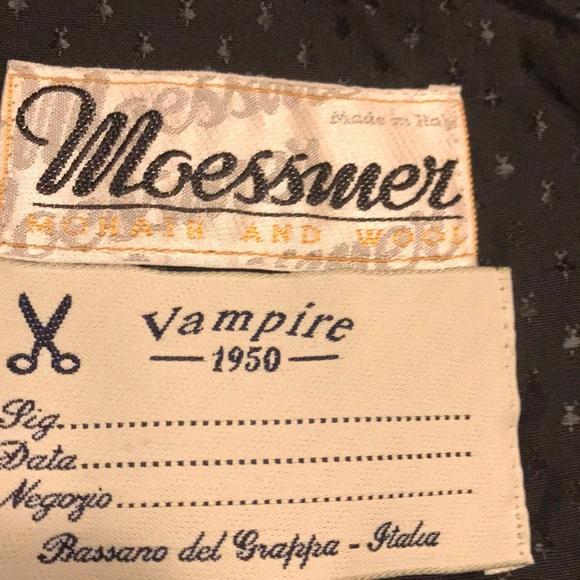 Made in Italy
Moessmer
MOHAIR AND WOOL
Vampire
1950
Sig.
Data
Negozio
Bassano del Grappa - Italia